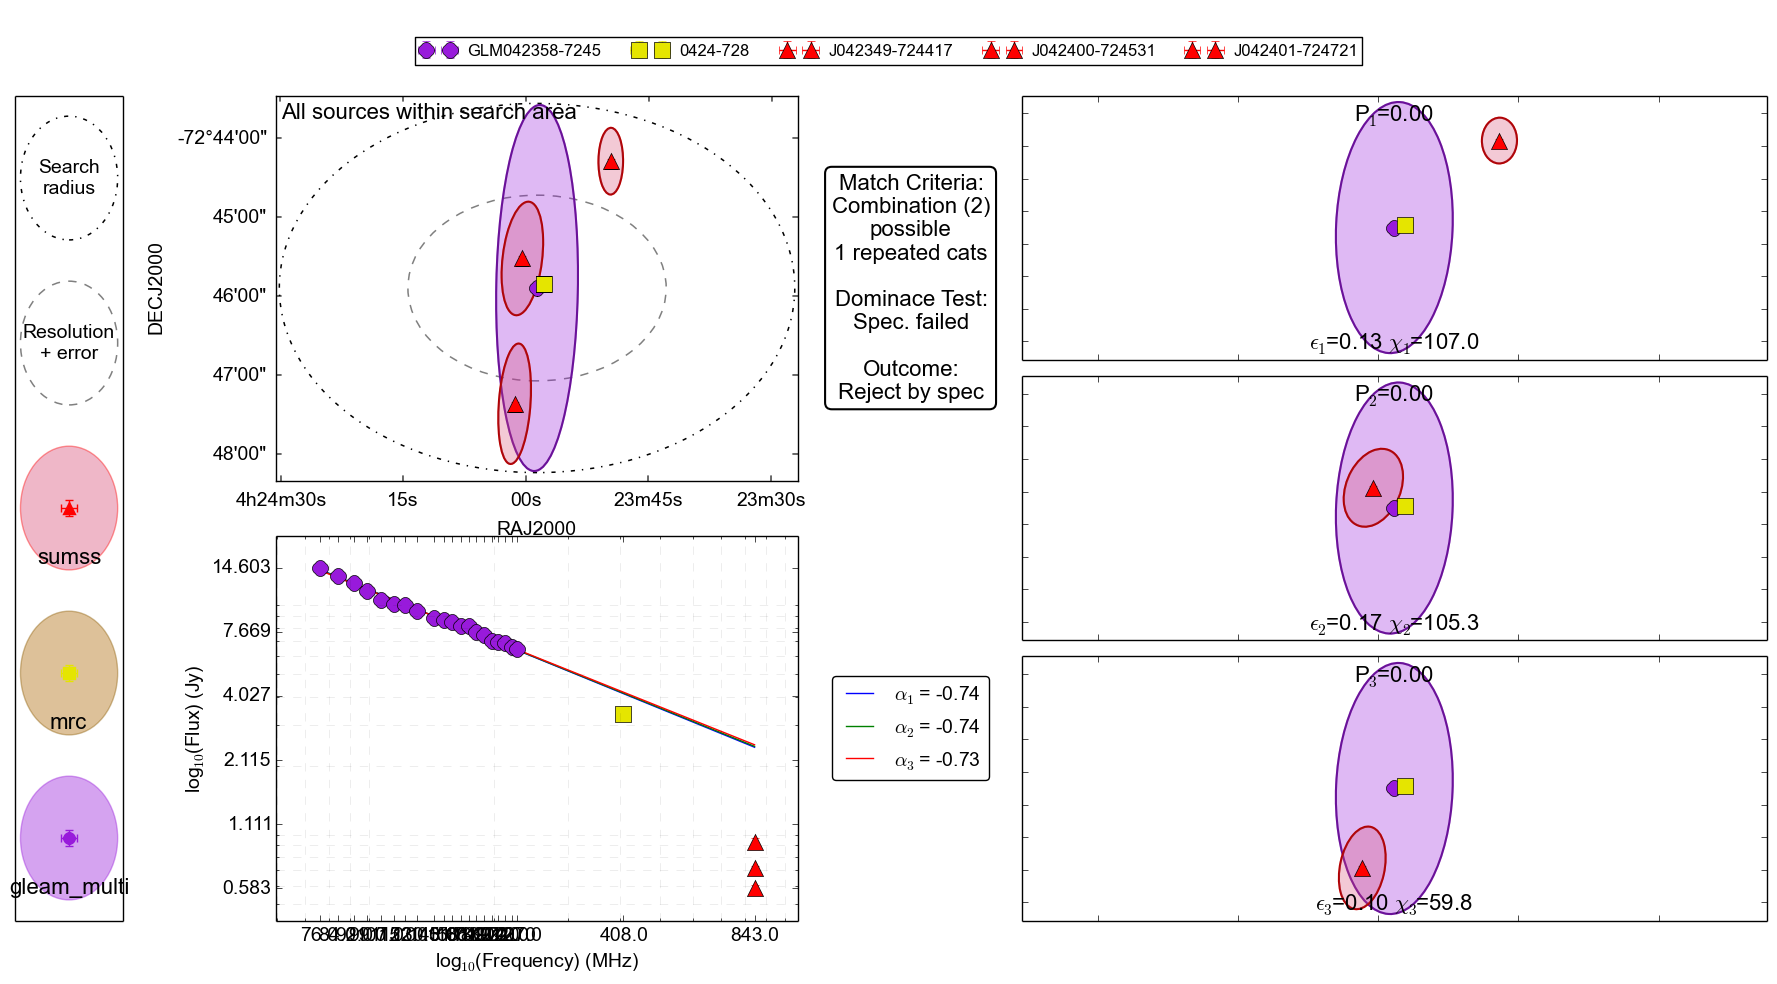 GLM042358-7245 0424-728 J042349-724417 J042400-724531 J042401-724721
Search
radius
Resolution
+ error
sumss
mrc
gleam_multi
All sources within search area
DECJ2000
-72°44'00"
45'00"
46'00"
47'00"
48'00"
4h24m30s 15s 00s 23m45s 23m30s
RAJ2000
Match Criteria:
Combination (2)
possible
1 repeated cats
Dominace Test:
Spec. failed
Outcome:
Reject by spec
log10(Flux) (Jy)
14.603
7.669
4.027
2.115
1.111
0.583
408.0 843.0
log10(Frequency) (MHz)
α1 = -0.74
α2 = -0.74
α3 = -0.73
P1=0.00
ϵ1=0.13 χ1=107.0
P2=0.00
ϵ2=0.17 χ2=105.3
P3=0.00
ϵ3=0.10 χ3=59.8